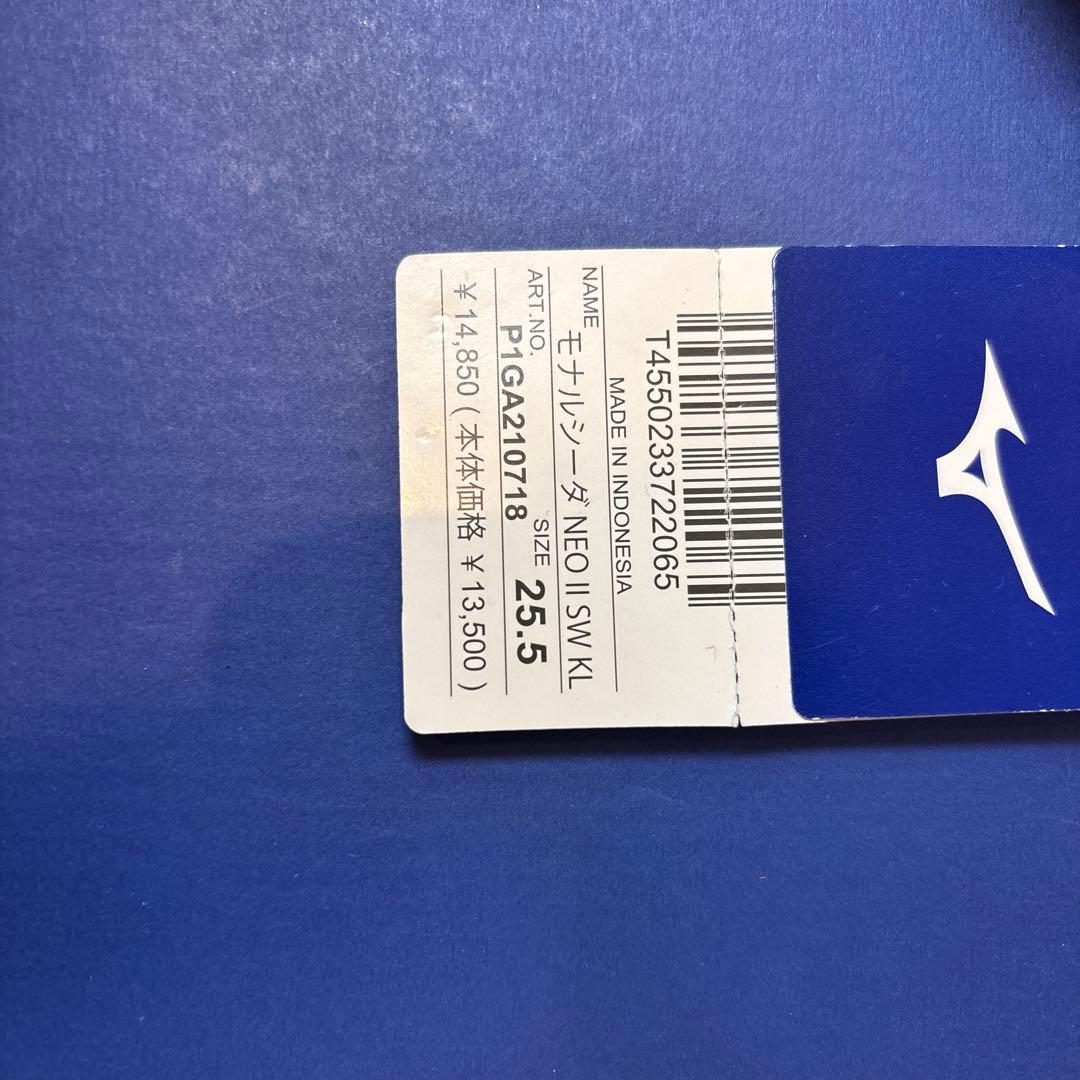 T4550233722065
MADE IN INDONESIA
NAME
モナルシーダ NEO II SW KL
ART.NO.
P1GA210718
SIZE
25.5
¥14,850 ( 本体価格 ¥13,500 )